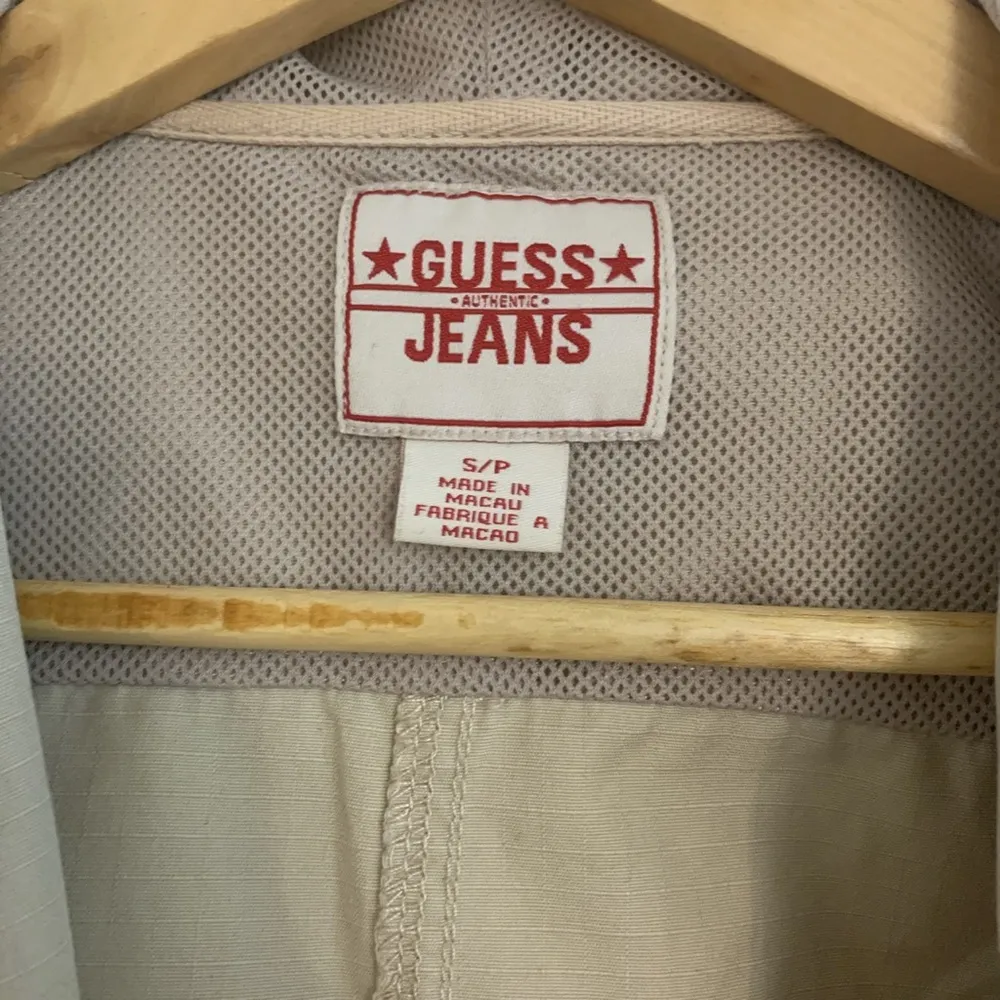 ★GUESS★
•AUTHENTIC•
JEANS
S/P
MADE IN
MACAU
FABRIQUE A
MACAO